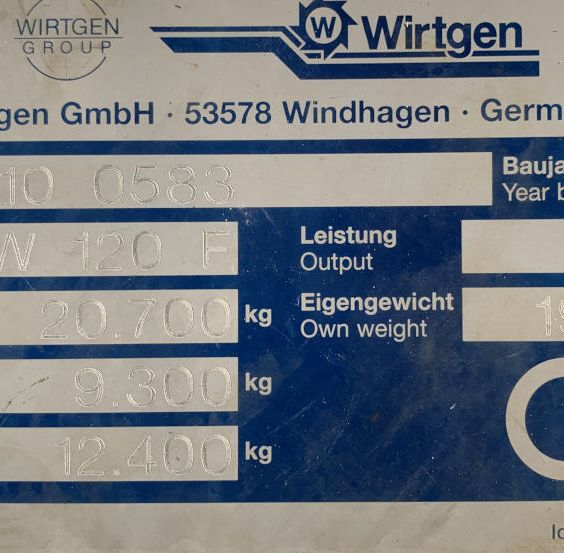 WIRTGEN
GROUP
W Wirtgen
gen GmbH · 53578 Windhagen · Germ
10 0583 Bauja
Year b
W 120 F Leistung
Output
20.700 kg Eigengewicht 19
Own weight
9.300 kg
12.400 kg